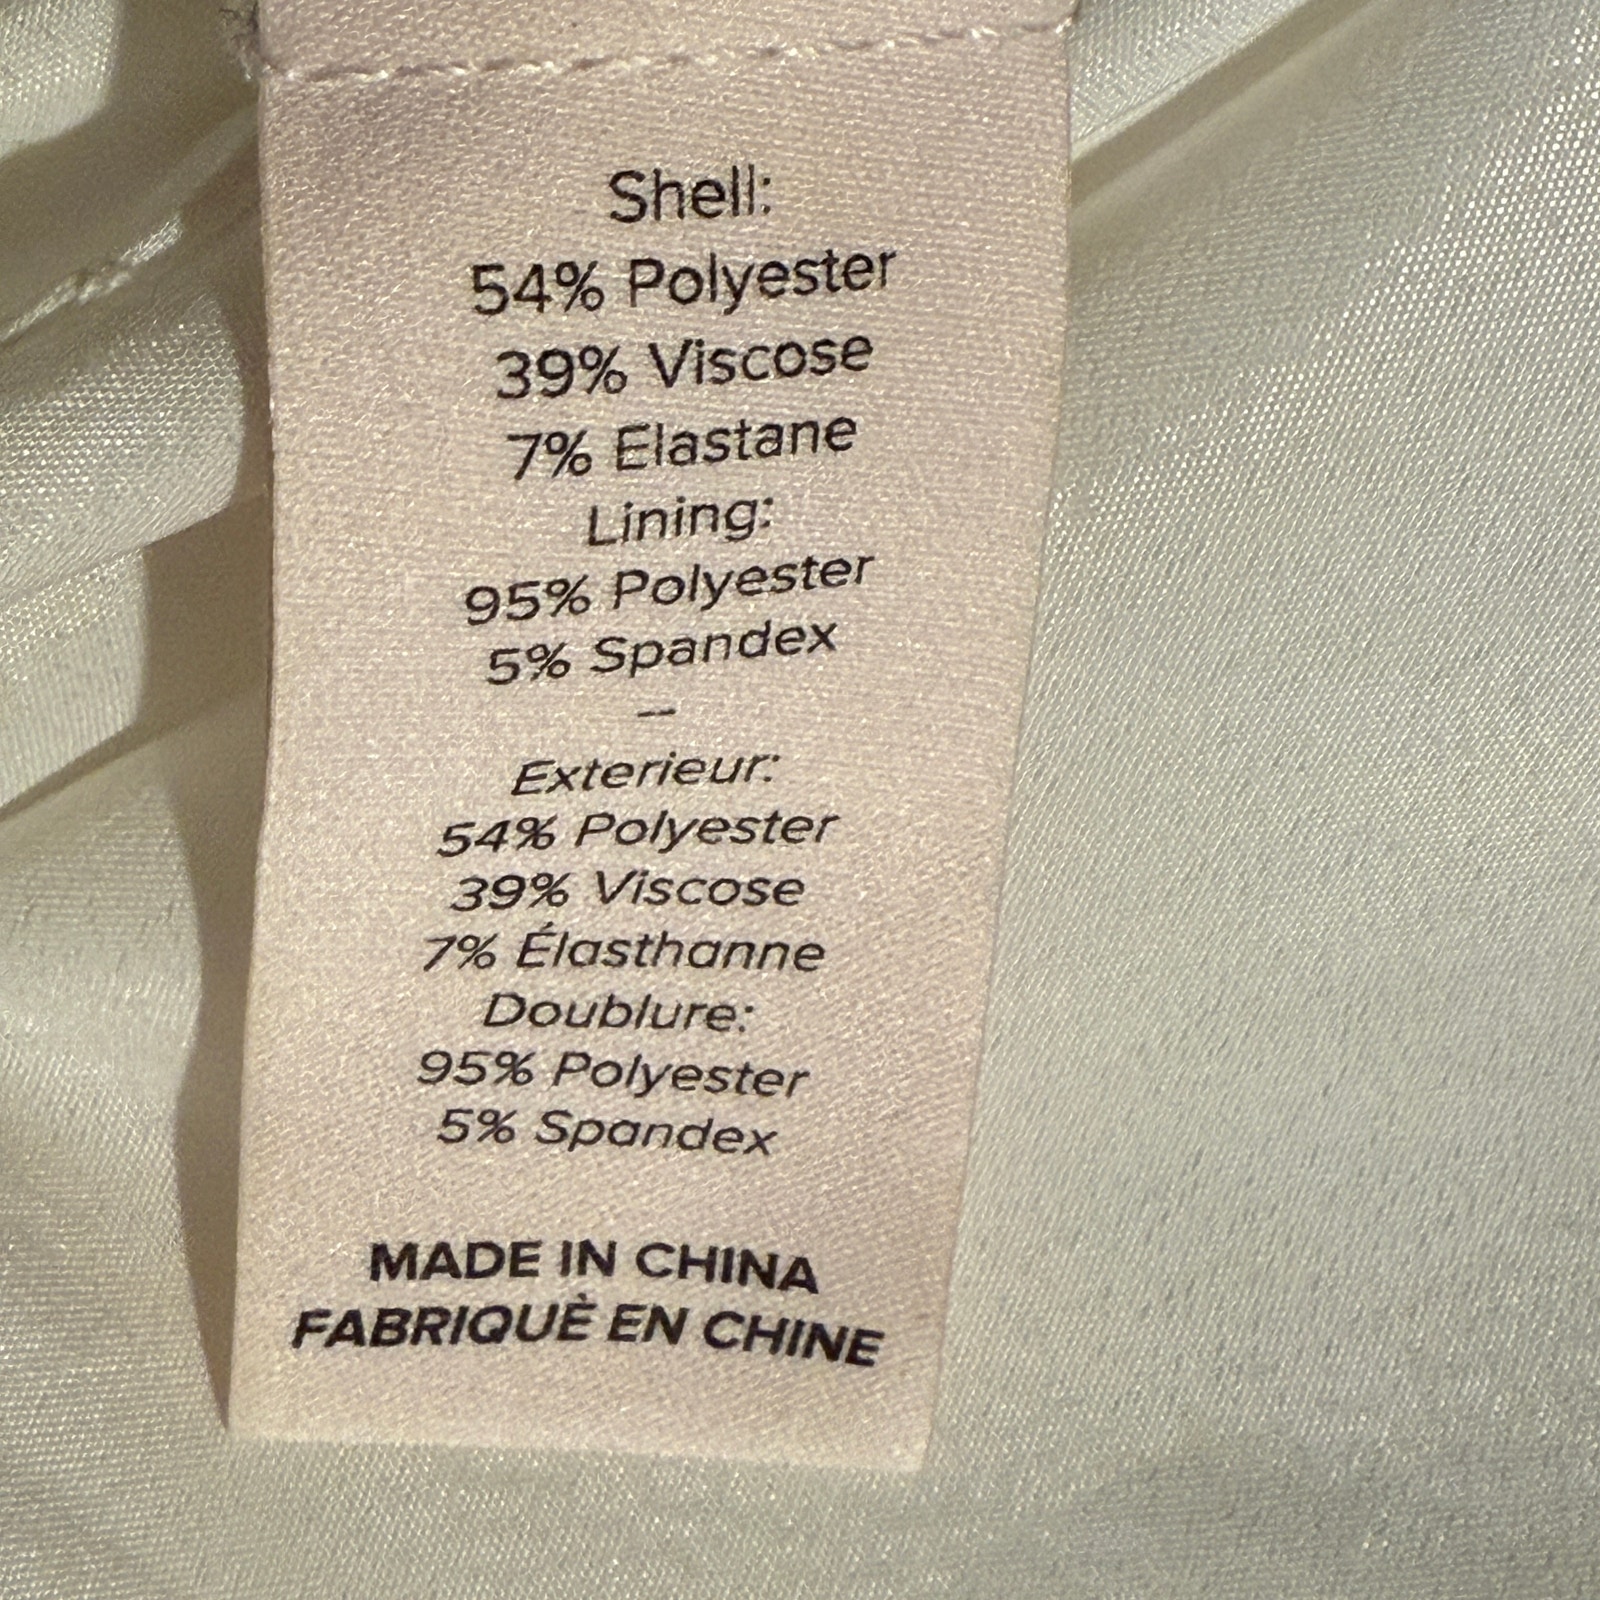 Shell:
54% Polyester
39% Viscose
7% Elastane
Lining:
95% Polyester
5% Spandex
–
Exterieur:
54% Polyester
39% Viscose
7% Élasthanne
Doublure:
95% Polyester
5% Spandex
MADE IN CHINA
FABRIQUÉ EN CHINE